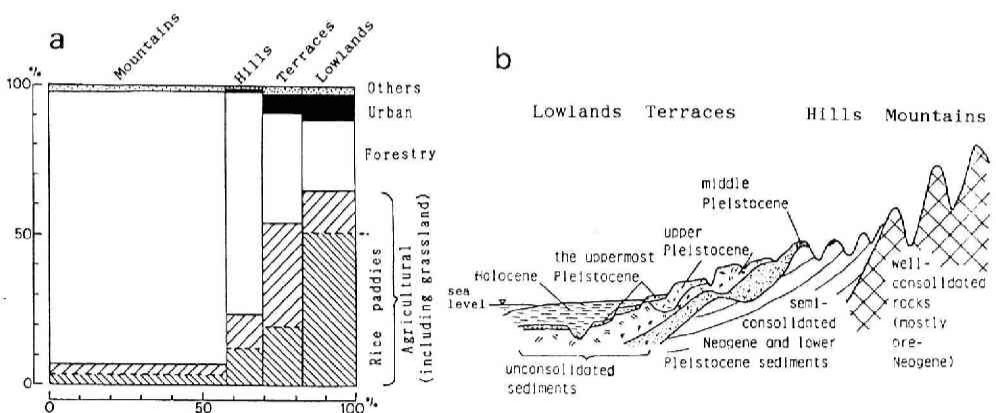 a
Mountains
Hills
Terraces
Lowlands
%
100
50
0
Others
Urban
Forestry
Rice paddies
Agricultural
(including grassland)
0
50
100
%
b
Lowlands Terraces Hills Mountains
middle
Pleistocene
upper
Pleistocene
the uppermost
Pleistocene
Holocene
sea
level
well-
consolidated
rocks
(mostly
ore-
Neogene)
semi-
consolidated
Neogene and lower
Pleistocene sediments
unconsolidated
sediments